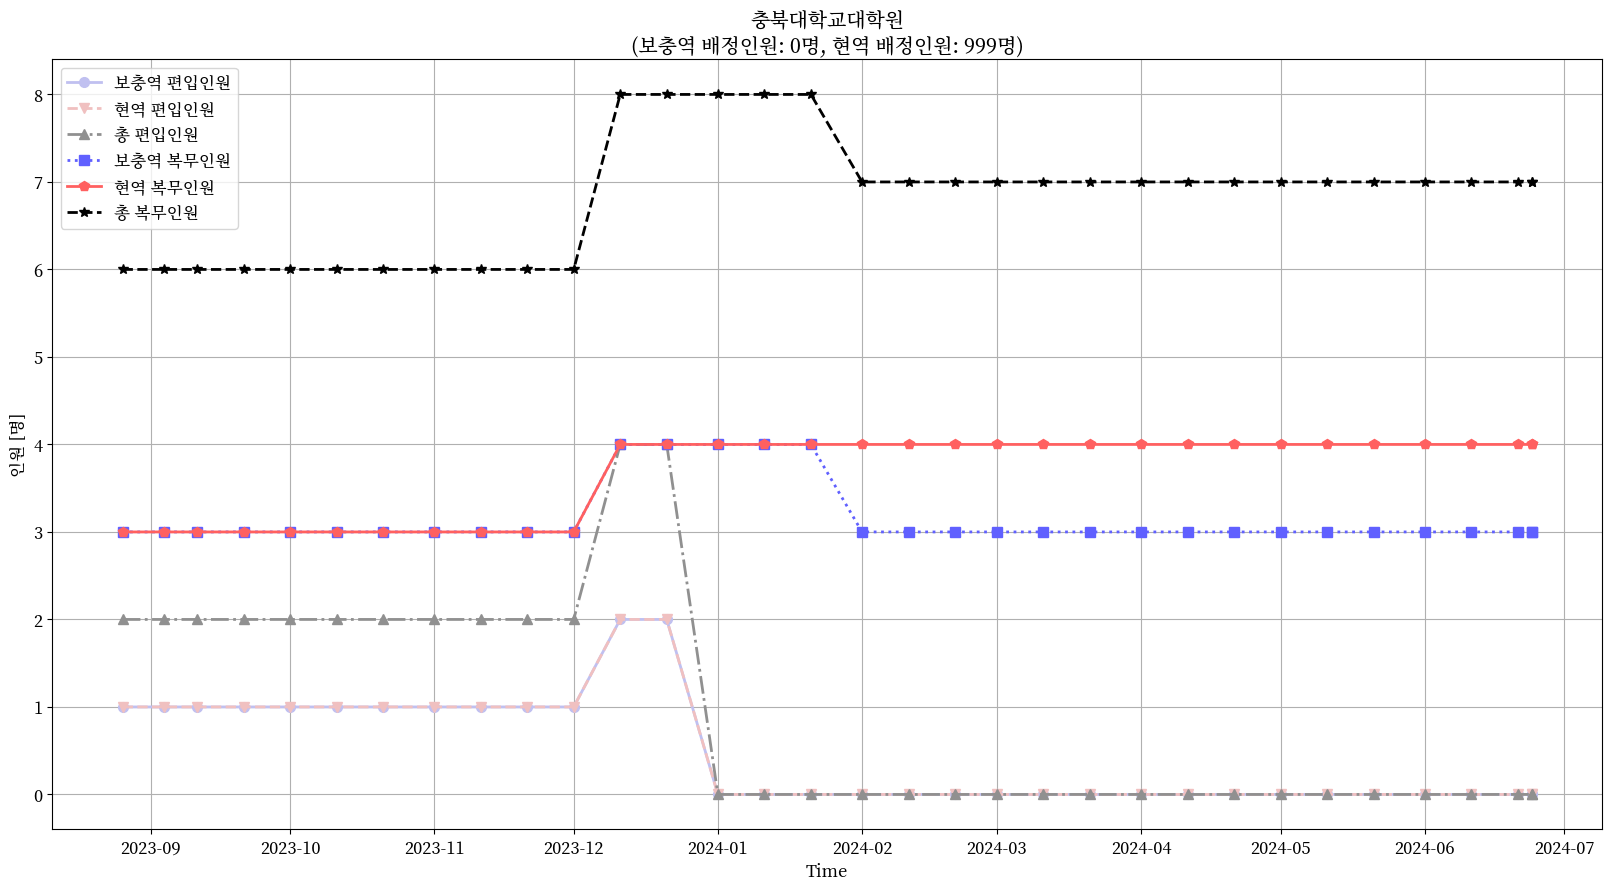 충북대학교대학원
(보충역 배정인원: 0명, 현역 배정인원: 999명)
보충역 편입인원
현역 편입인원
총 편입인원
보충역 복무인원
현역 복무인원
총 복무인원
인원 [명]
8
7
6
5
4
3
2
1
0
2023-09
2023-10
2023-11
2023-12
2024-01
2024-02
2024-03
2024-04
2024-05
2024-06
2024-07
Time